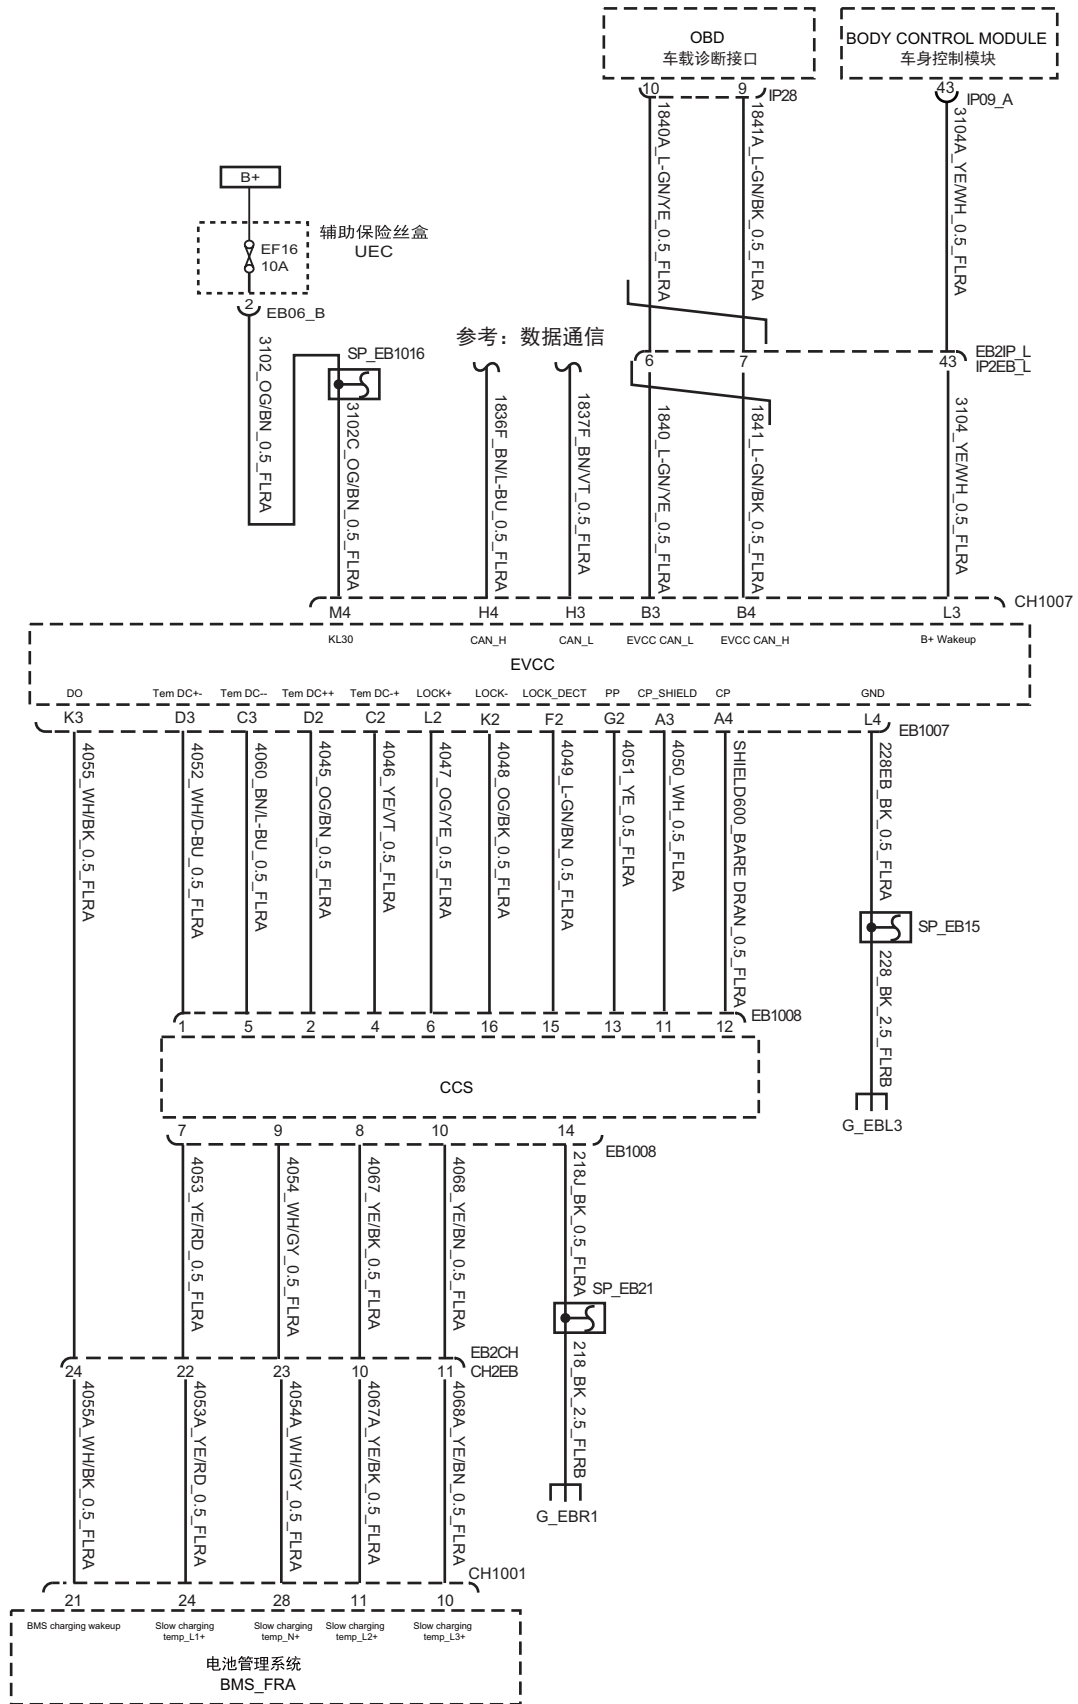 OBD
车载诊断接口
BODY CONTROL MODULE
车身控制模块
10
9
IP28
43
IP09_A
1840A_L-GN/YE_0.5_FLRA
1841A_L-GN/BK_0.5_FLRA
3104A_YE/WH_0.5_FLRA
B+
EF16
10A
辅助保险丝盒
UEC
2
EB06_B
3102_OG/BN_0.5_FLRA
SP_EB1016
3102C_OG/BN_0.5_FLRA
参考：数据通信
1836F_BN/L-BU_0.5_FLRA
1837F_BN/VT_0.5_FLRA
6
7
43
EB2IP_L
IP2EB_L
1840_L-GN/YE_0.5_FLRA
1841_L-GN/BK_0.5_FLRA
3104_YE/WH_0.5_FLRA
CH1007
M4
H4
H3
B3
B4
L3
KL30
CAN_H
CAN_L
EVCC CAN_L
EVCC CAN_H
B+ Wakeup
EVCC
DO
Tem DC+-
Tem DC--
Tem DC++
Tem DC-+
LOCK+
LOCK-
LOCK_DECT
PP
CP_SHIELD
CP
GND
K3
D3
C3
D2
C2
L2
K2
F2
G2
A3
A4
L4
EB1007
4055_WH/BK_0.5_FLRA
4052_WH/D-BU_0.5_FLRA
4060_BN/L-BU_0.5_FLRA
4045_OG/BN_0.5_FLRA
4046_YE/VT_0.5_FLRA
4047_OG/YE_0.5_FLRA
4048_OG/BK_0.5_FLRA
4049_L-GN/BN_0.5_FLRA
4051_YE_0.5_FLRA
4050_WH_0.5_FLRA
SHIELD600_BARE DRAN_0.5_FLRA
228EB_BK_0.5_FLRA
SP_EB15
228_BK_2.5_FLRB
G_EBL3
1
5
2
4
6
16
15
13
11
12
EB1008
CCS
7
9
8
10
14
EB1008
4053_YE/RD_0.5_FLRA
4054_WH/GY_0.5_FLRA
4067_YE/BK_0.5_FLRA
4068_YE/BN_0.5_FLRA
218J_BK_0.5_FLRA
SP_EB21
218_BK_2.5_FLRB
G_EBR1
EB2CH
CH2EB
24
22
23
10
11
4055A_WH/BK_0.5_FLRA
4053A_YE/RD_0.5_FLRA
4054A_WH/GY_0.5_FLRA
4067A_YE/BK_0.5_FLRA
4068A_YE/BN_0.5_FLRA
CH1001
21
24
28
11
10
BMS charging wakeup
Slow charging
temp_L1+
Slow charging
temp_N+
Slow charging
temp_L2+
Slow charging
temp_L3+
电池管理系统
BMS_FRA